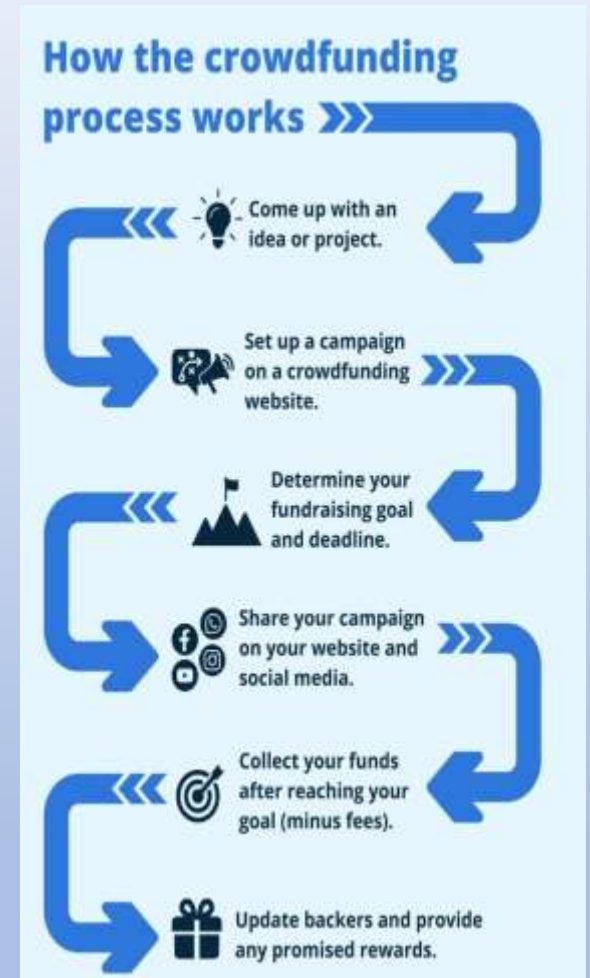 How the crowdfunding
process works
Come up with an
idea or project.
Set up a campaign
on a crowdfunding
website.
Determine your
fundraising goal
and deadline.
Share your campaign
on your website and
social media.
Collect your funds
after reaching your
goal (minus fees).
Update backers and provide
any promised rewards.